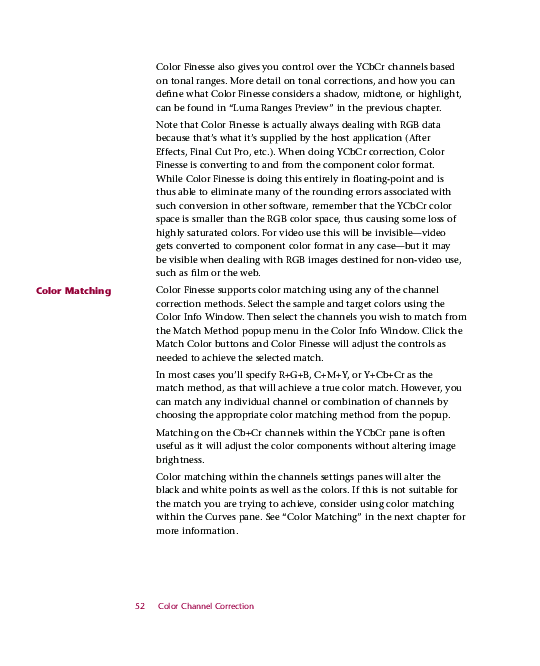 Color Finesse also gives you control over the YCbCr channels based
on tonal ranges. More detail on tonal corrections, and how you can
define what Color Finesse considers a shadow, midtone, or highlight,
can be found in “Luma Ranges Preview” in the previous chapter.
Note that Color Finesse is actually always dealing with RGB data
because that’s what it’s supplied by the host application (After
Effects, Final Cut Pro, etc.). When doing YCbCr correction, Color
Finesse is converting to and from the component color format.
While Color Finesse is doing this entirely in floating-point and is
thus able to eliminate many of the rounding errors associated with
such conversion in other software, remember that the YCbCr color
space is smaller than the RGB color space, thus causing some loss of
highly saturated colors. For video use this will be invisible—video
gets converted to component color format in any case—but it may
be visible when dealing with RGB images destined for non-video use,
such as film or the web.
Color Matching
Color Finesse supports color matching using any of the channel
correction methods. Select the sample and target colors using the
Color Info Window. Then select the channels you wish to match from
the Match Method popup menu in the Color Info Window. Click the
Match Color buttons and Color Finesse will adjust the controls as
needed to achieve the selected match.
In most cases you’ll specify R+G+B, C+M+Y, or Y+Cb+Cr as the
match method, as that will achieve a true color match. However, you
can match any individual channel or combination of channels by
choosing the appropriate color matching method from the popup.
Matching on the Cb+Cr channels within the YCbCr pane is often
useful as it will adjust the color components without altering image
brightness.
Color matching within the channels settings panes will alter the
black and white points as well as the colors. If this is not suitable for
the match you are trying to achieve, consider using color matching
within the Curves pane. See “Color Matching” in the next chapter for
more information.
52 Color Channel Correction